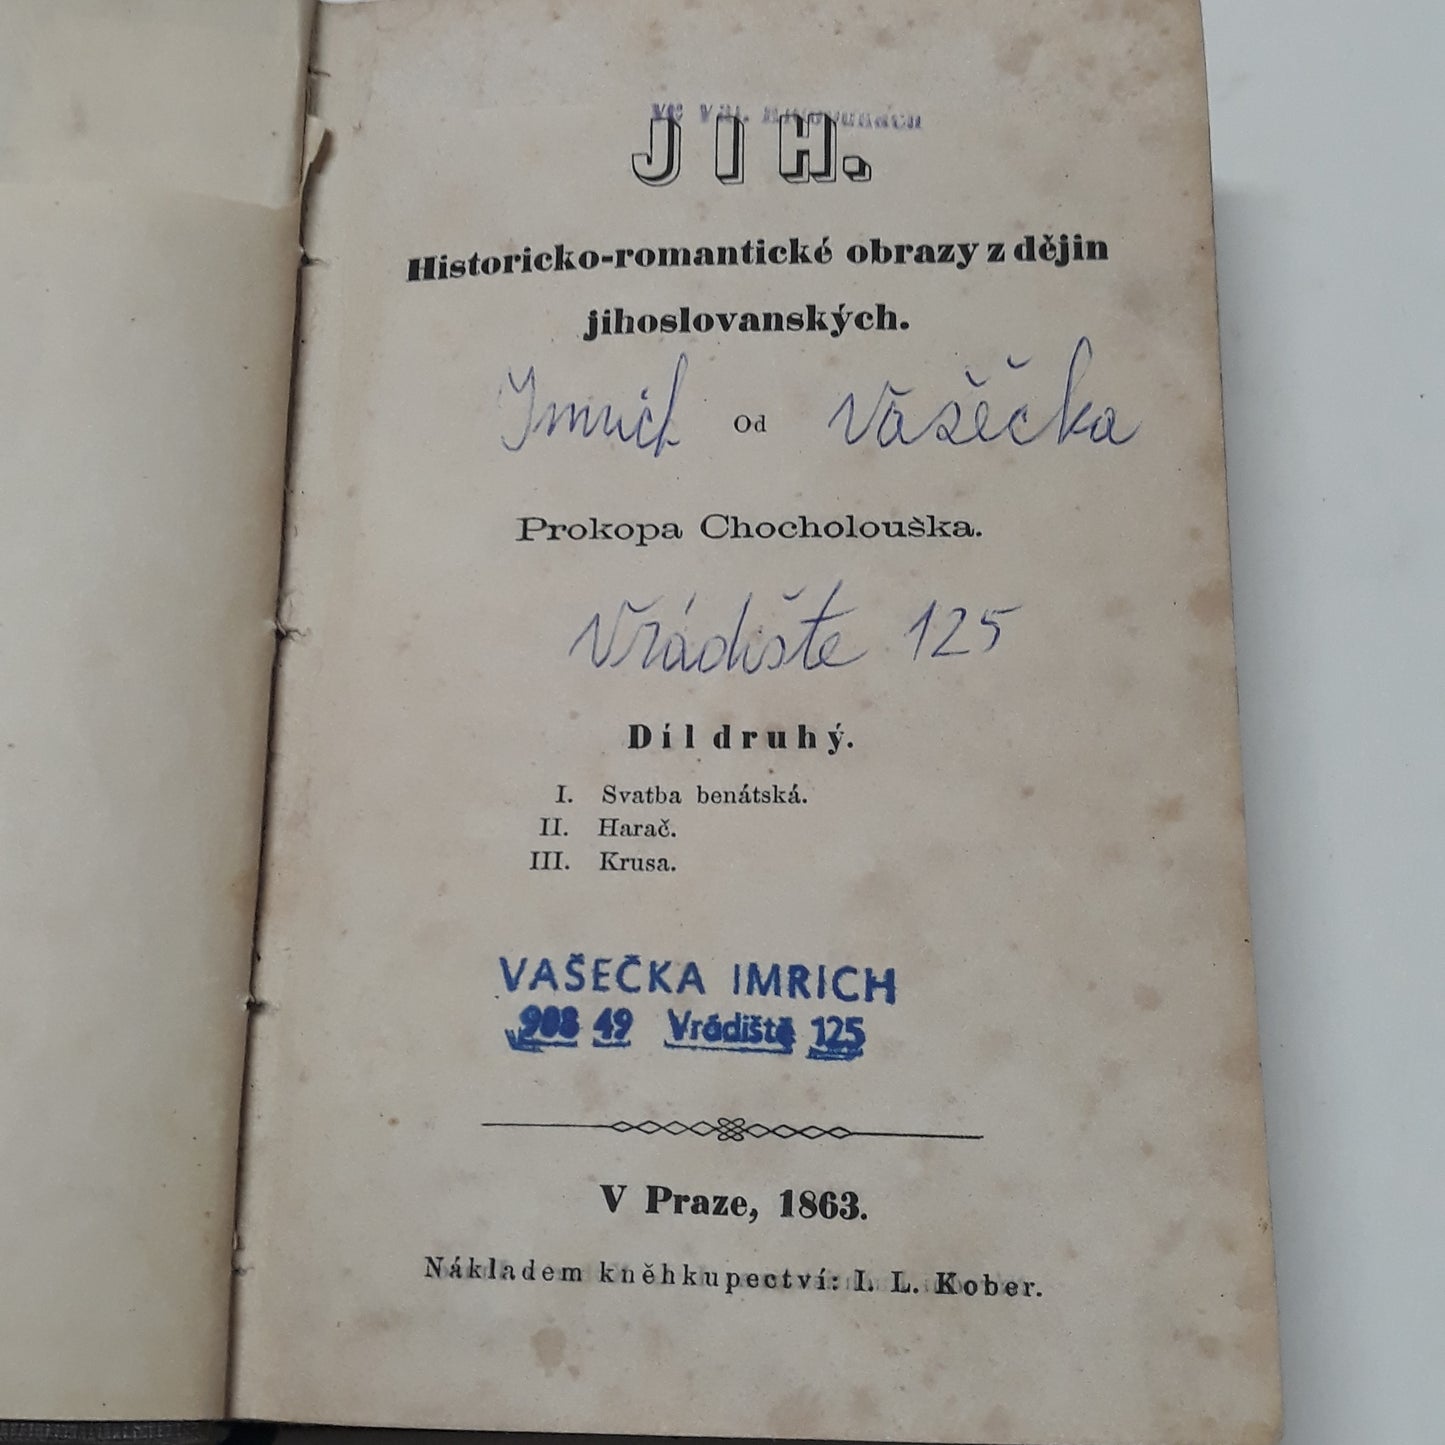 JIH.
Historicko-romantické obrazy z dějin
jihoslovanských.
Imrich od Vašečka
Prokopa Chocholouška.
Vrádište 125
Díl druhý.
I. Svatba benátská.
II. Harač.
III. Krusa.
VAŠEČKA IMRICH
908 49 Vrádiště 125
V Praze, 1863.
Nákladem kněhkupectví: I. L. Kober.